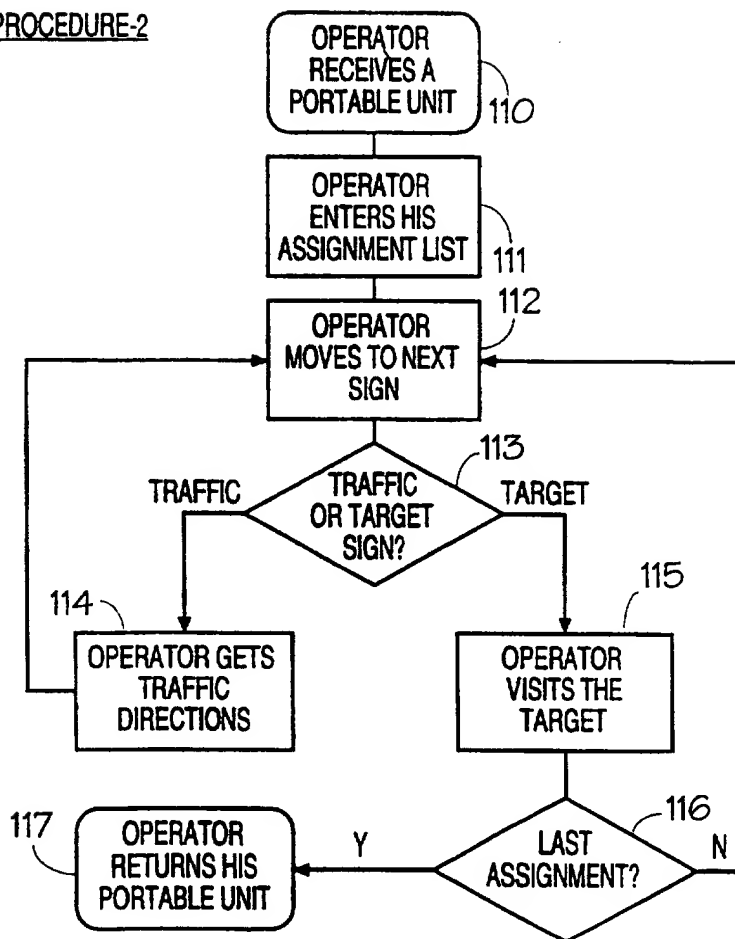 PROCEDURE-2
OPERATOR
RECEIVES A
PORTABLE UNIT
110
OPERATOR
ENTERS HIS
ASSIGNMENT LIST
111
112
OPERATOR
MOVES TO NEXT
SIGN
113
TRAFFIC
TRAFFIC
OR TARGET
SIGN?
TARGET
114
OPERATOR GETS
TRAFFIC
DIRECTIONS
115
OPERATOR
VISITS THE
TARGET
116
LAST
ASSIGNMENT?
Y
N
117
OPERATOR
RETURNS HIS
PORTABLE UNIT